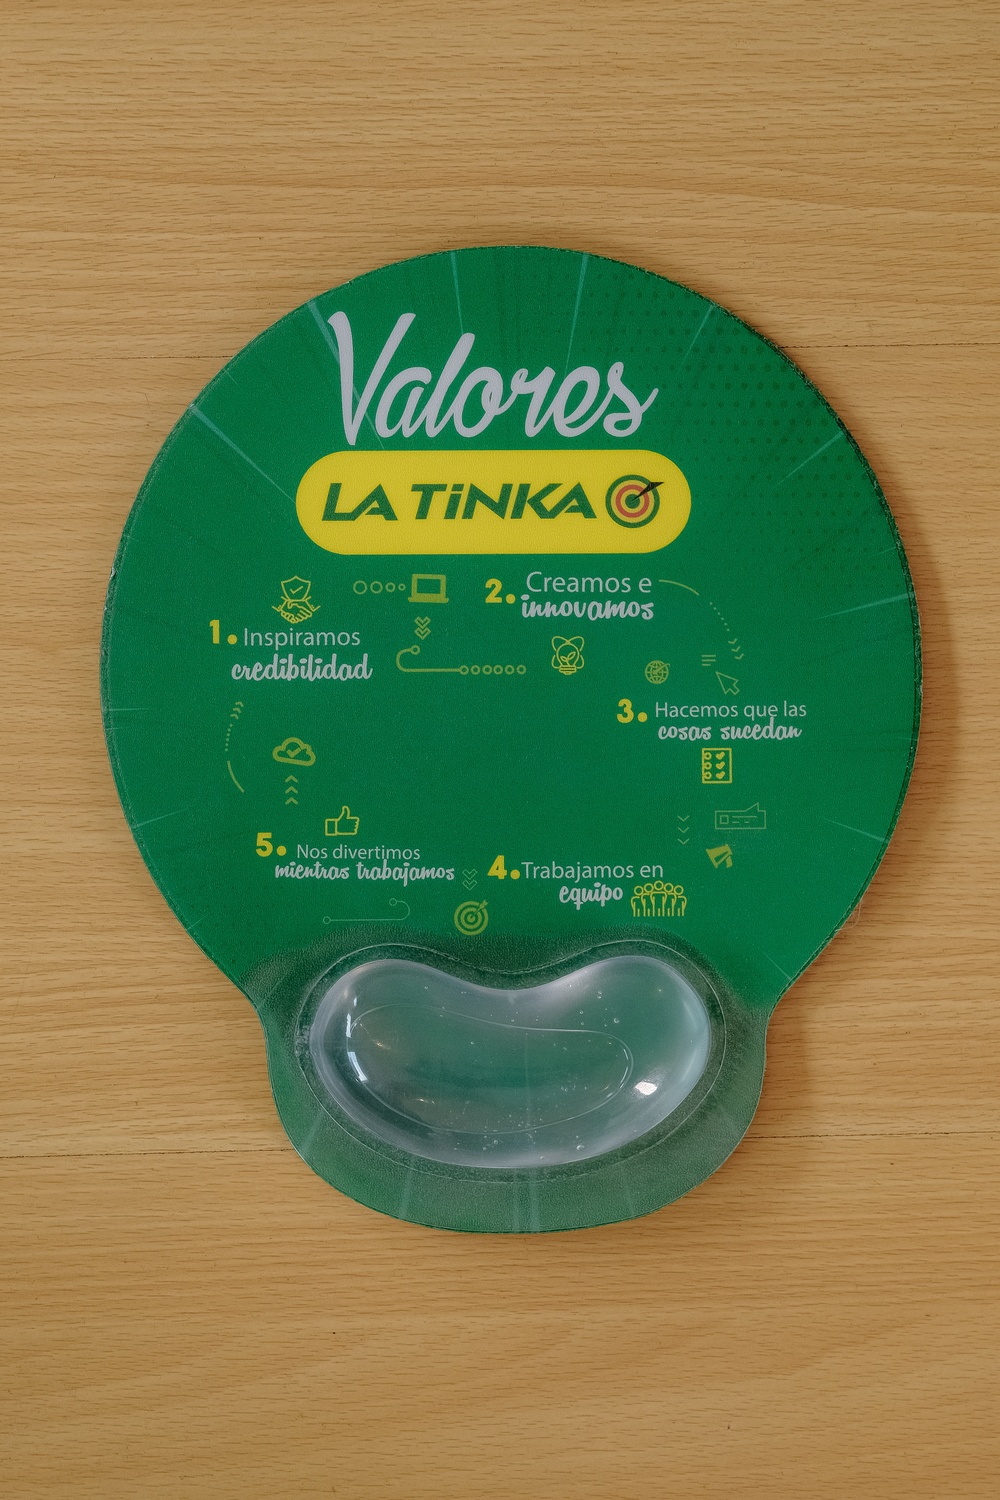 Valores
LA TiNKA
1. Inspiramos
credibilidad
2. Creamos e
innovamos
3. Hacemos que las
cosas sucedan
4. Trabajamos en
equipo
5. Nos divertimos
mientras trabajamos